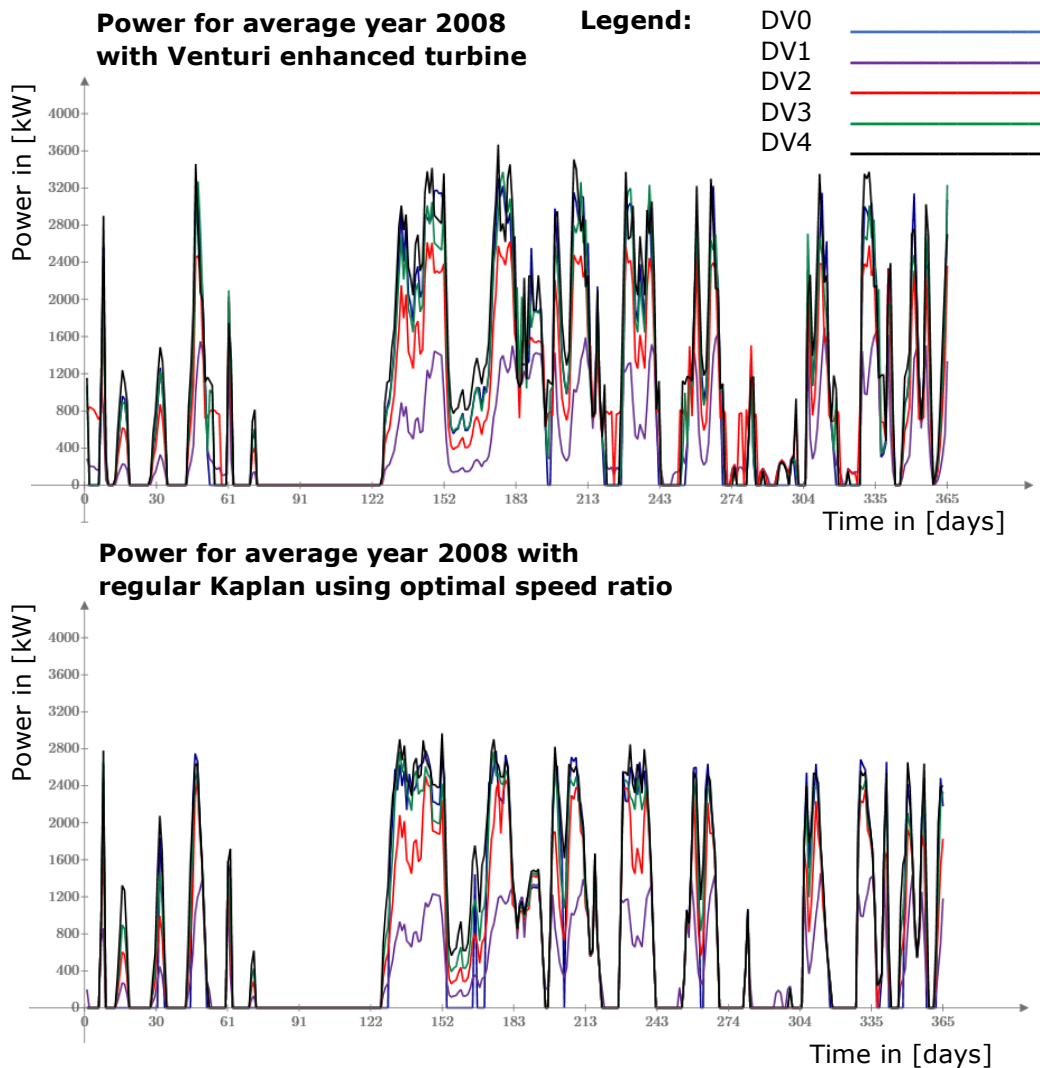 Power for average year 2008
with Venturi enhanced turbine
Legend:
DV0
DV1
DV2
DV3
DV4
Power in [kW]
4000
3600
3200
2800
2400
2000
1600
1200
800
400
0
0 30 61 91 122 152 183 213 243 274 304 335 365
Time in [days]
Power for average year 2008 with
regular Kaplan using optimal speed ratio
Power in [kW]
4000
3600
3200
2800
2400
2000
1600
1200
800
400
0
0 30 61 91 122 152 183 213 243 274 304 335 365
Time in [days]